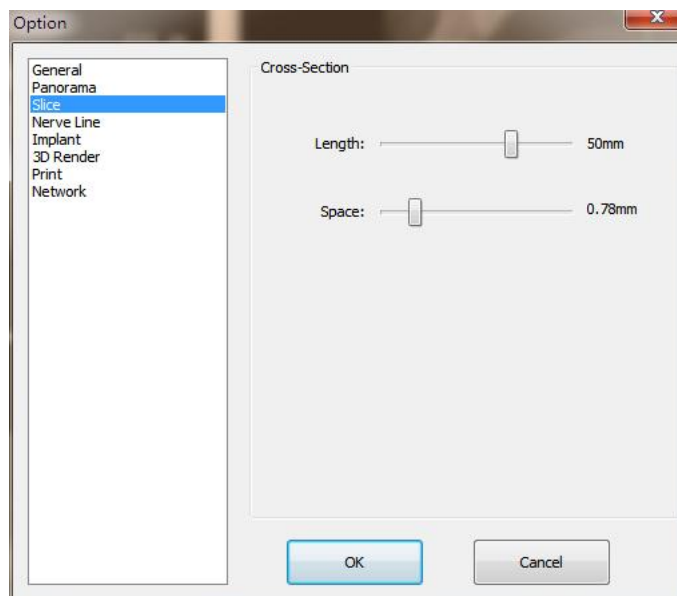 Option
General
Panorama
Slice
Nerve Line
Implant
3D Render
Print
Network
Cross-Section
Length: 50mm
Space: 0.78mm
OK Cancel